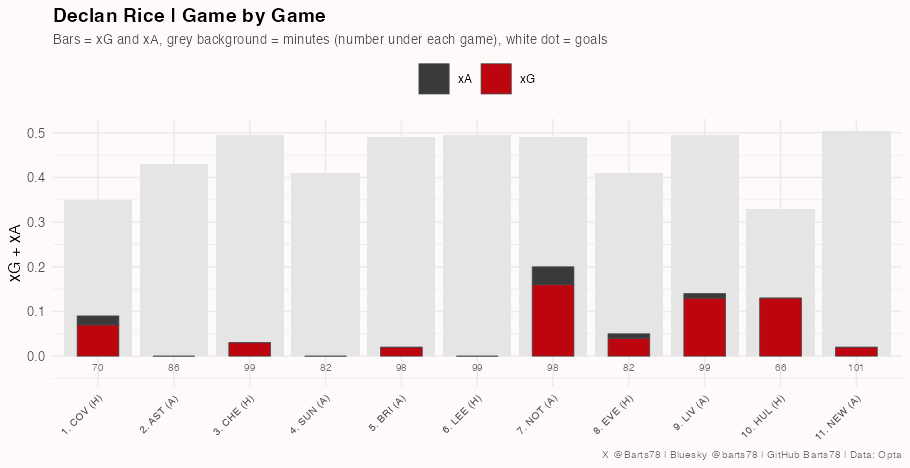 Declan Rice | Game by Game
Bars = xG and xA, grey background = minutes (number under each game), white dot = goals
xA xG
xG + xA
0.5
0.4
0.3
0.2
0.1
0.0
70 86 99 82 98 99 98 82 99 66 101
1. COV (H)
2. AST (A)
3. CHE (H)
4. SUN (A)
5. BRI (A)
6. LEE (H)
7. NOT (A)
8. EVE (H)
9. LIV (A)
10. HUL (H)
11. NEW (A)
X @Barts78 | Bluesky @barts78 | GitHub Barts78 | Data: Opta